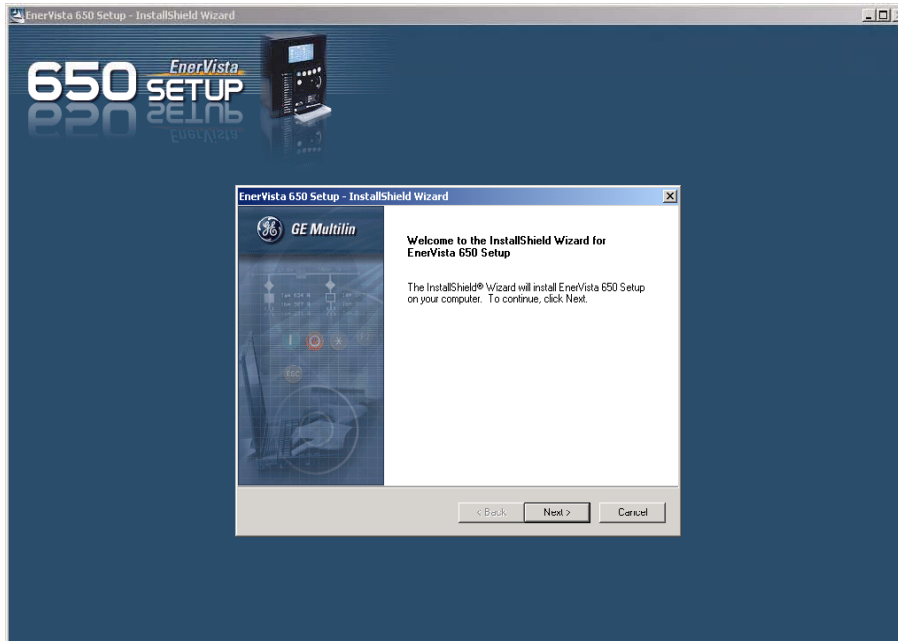 EnerVista 650 Setup - InstallShield Wizard
650 EnerVista
SETUP
EnerVista 650 Setup - InstallShield Wizard
GE Multilin
Welcome to the InstallShield Wizard for
EnerVista 650 Setup
The InstallShield® Wizard will install EnerVista 650 Setup
on your computer. To continue, click Next.
ESC
< Back
Next >
Cancel